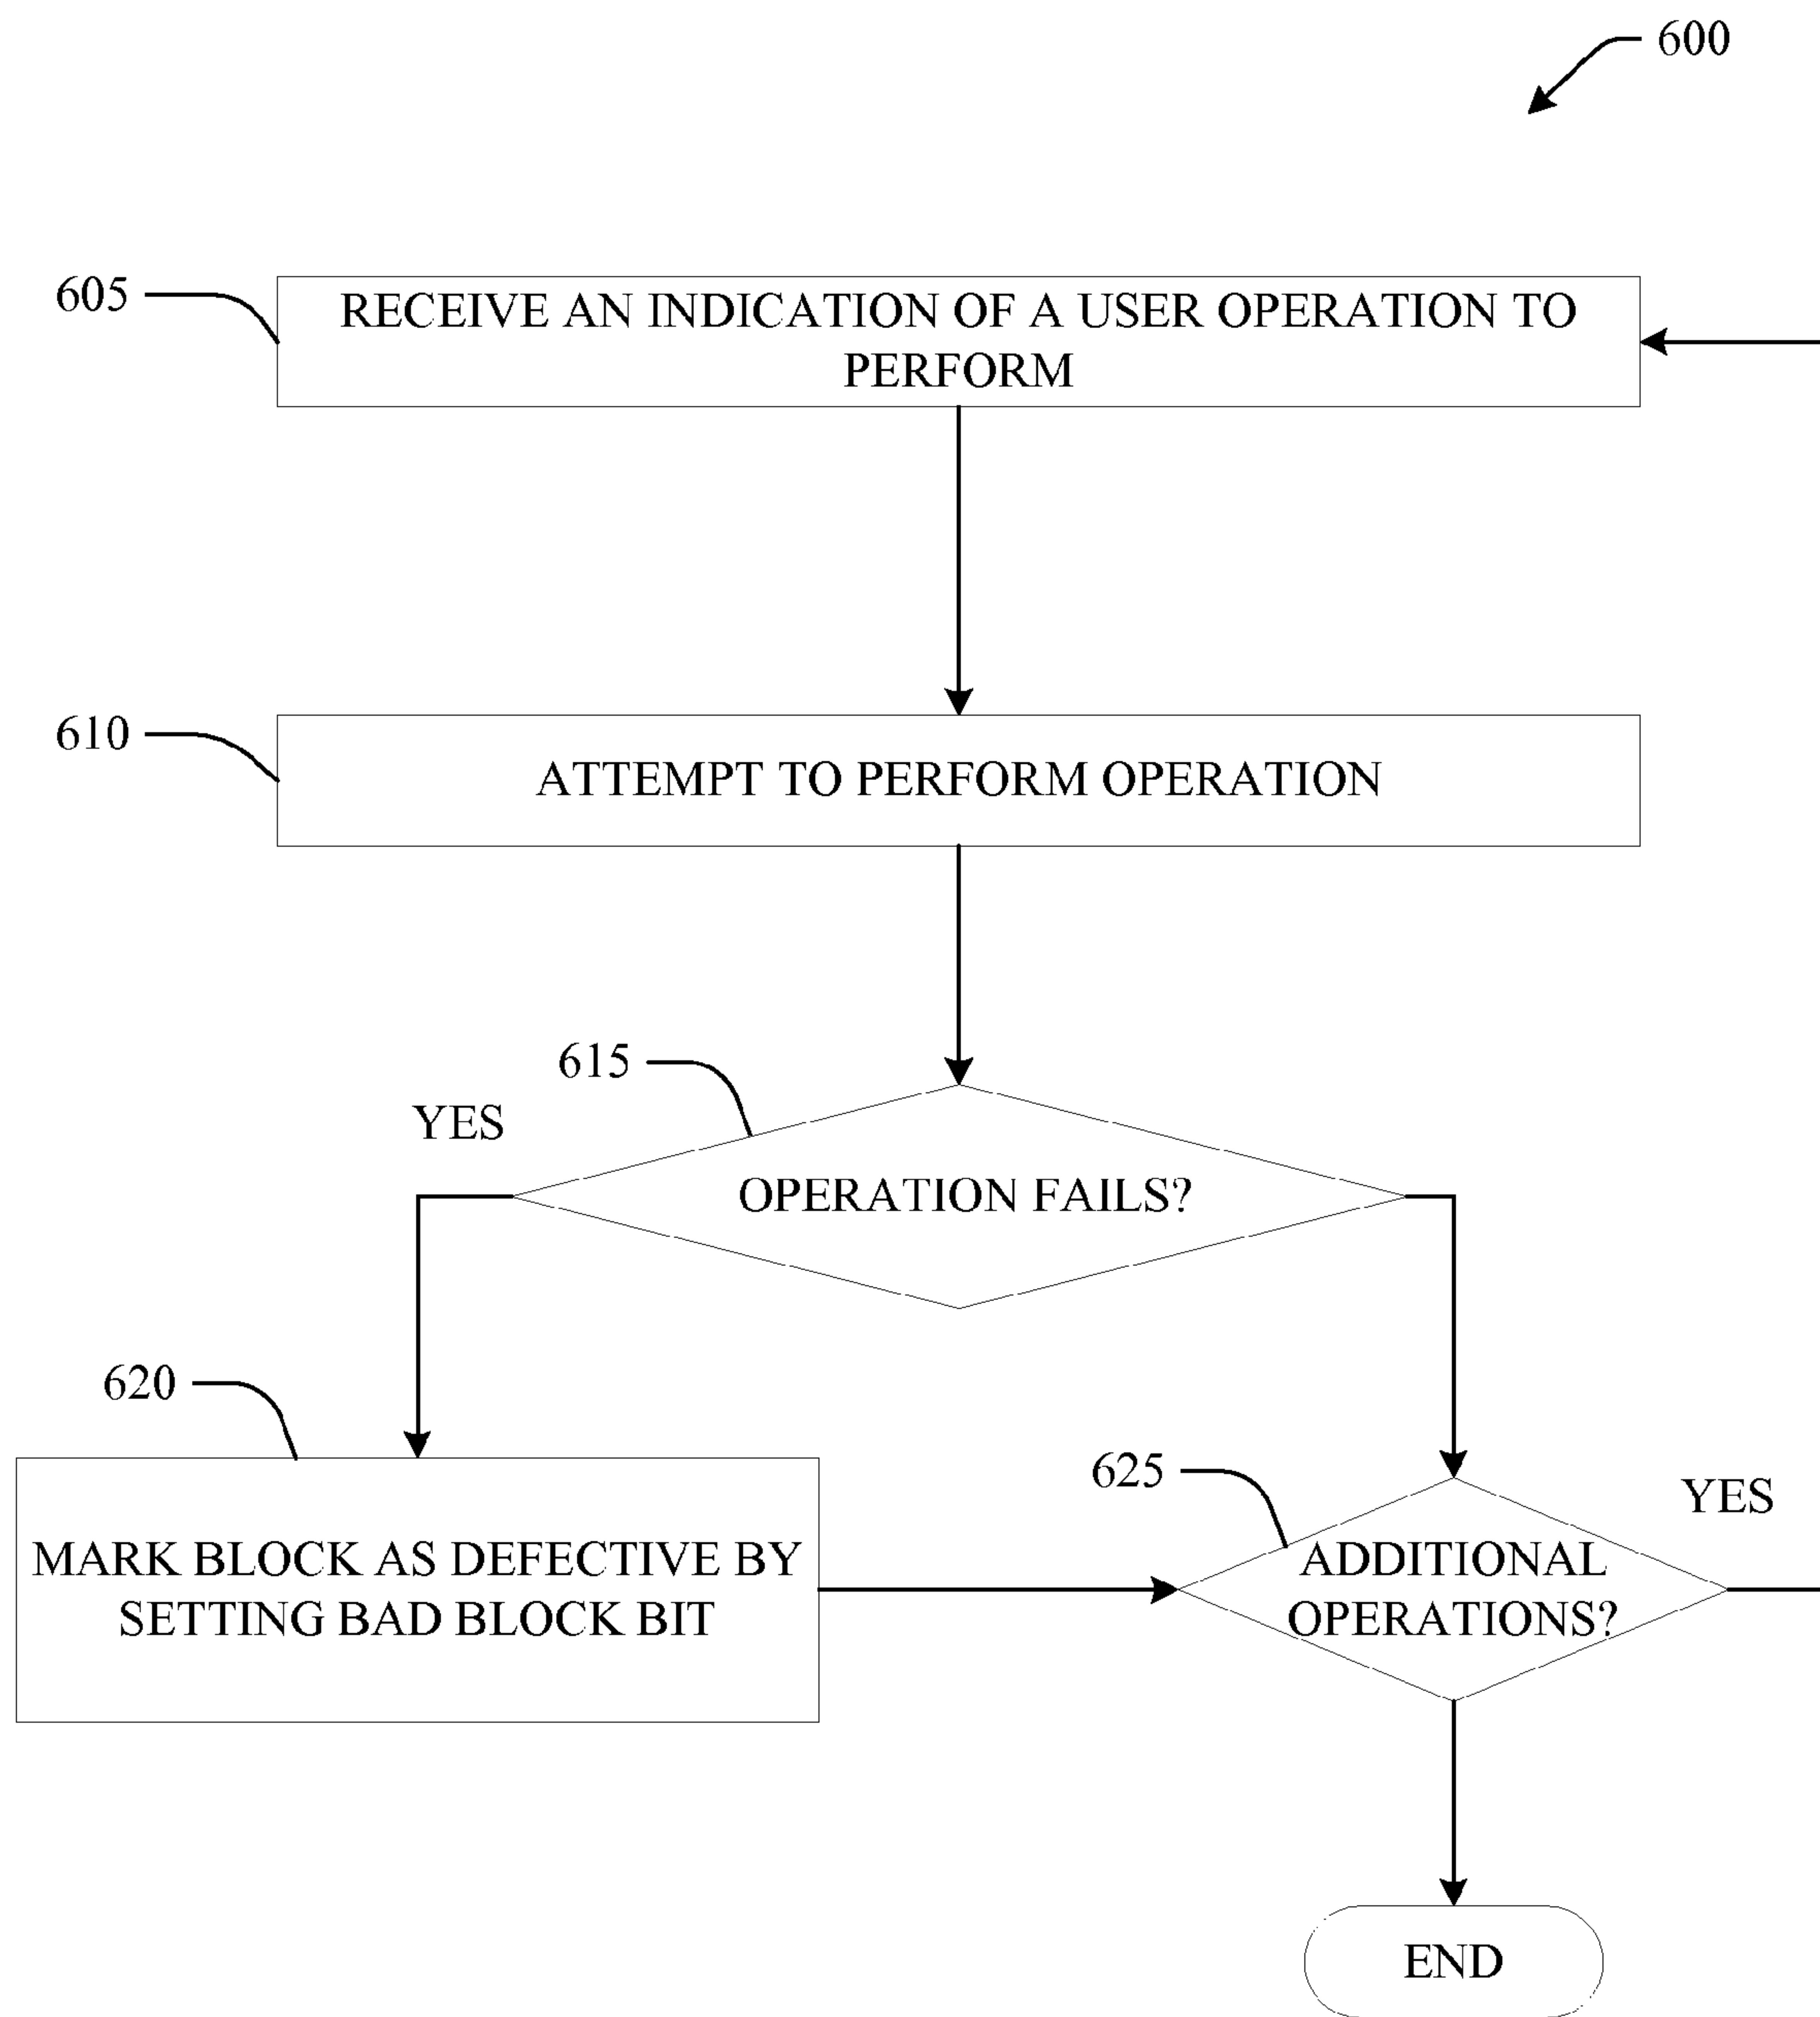 600
605
RECEIVE AN INDICATION OF A USER OPERATION TO
PERFORM
610
ATTEMPT TO PERFORM OPERATION
615
YES
OPERATION FAILS?
620
MARK BLOCK AS DEFECTIVE BY
SETTING BAD BLOCK BIT
625
YES
ADDITIONAL
OPERATIONS?
END